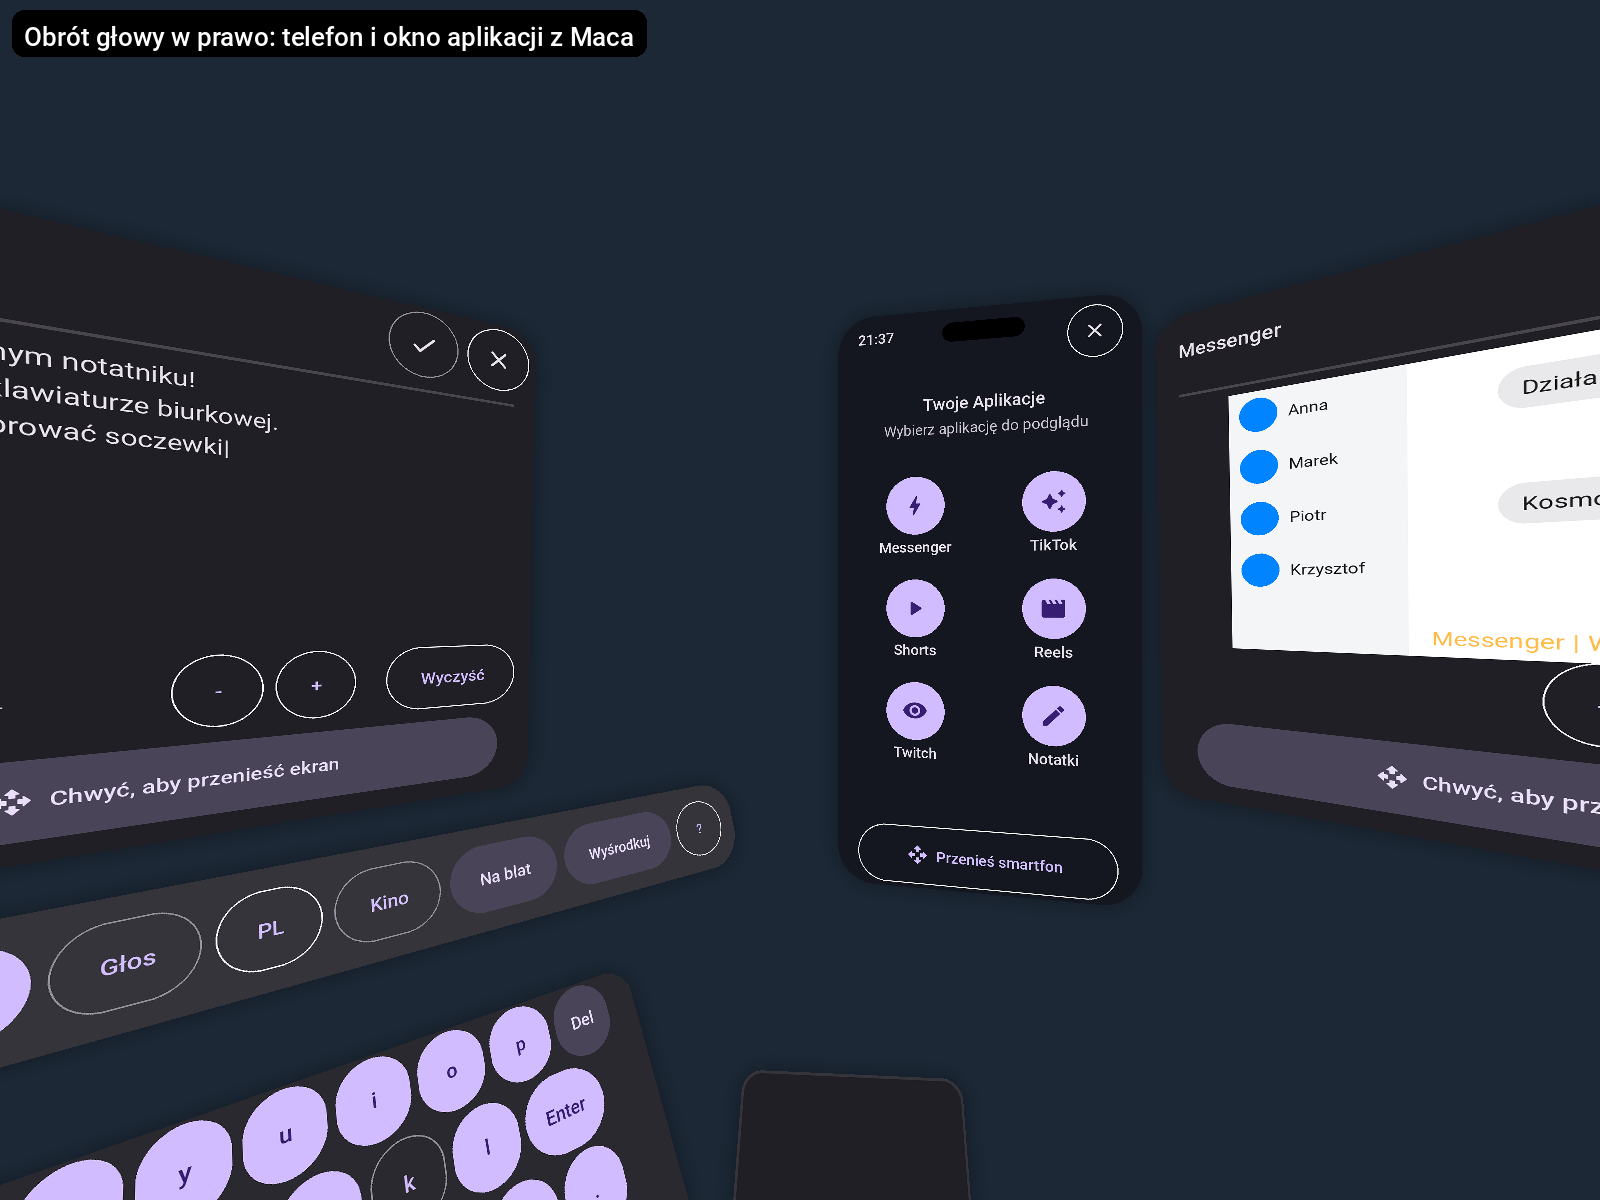 Obrót głowy w prawo: telefon i okno aplikacji z Maca
nym notatniku!
klawiaturze biurkowej.
orować soczewki|
-
+
Wyczyść
Chwyć, aby przenieść ekran
Głos
PL
Kino
Na blat
Wyśrodkuj
?
y
u
i
o
p
Del
k
l
Enter
.
21:37
Twoje Aplikacje
Wybierz aplikację do podglądu
Messenger
TikTok
Shorts
Reels
Twitch
Notatki
Przenieś smartfon
Messenger
Anna
Marek
Piotr
Krzysztof
Działa
Kosmo
Messenger |
Chwyć, aby prz